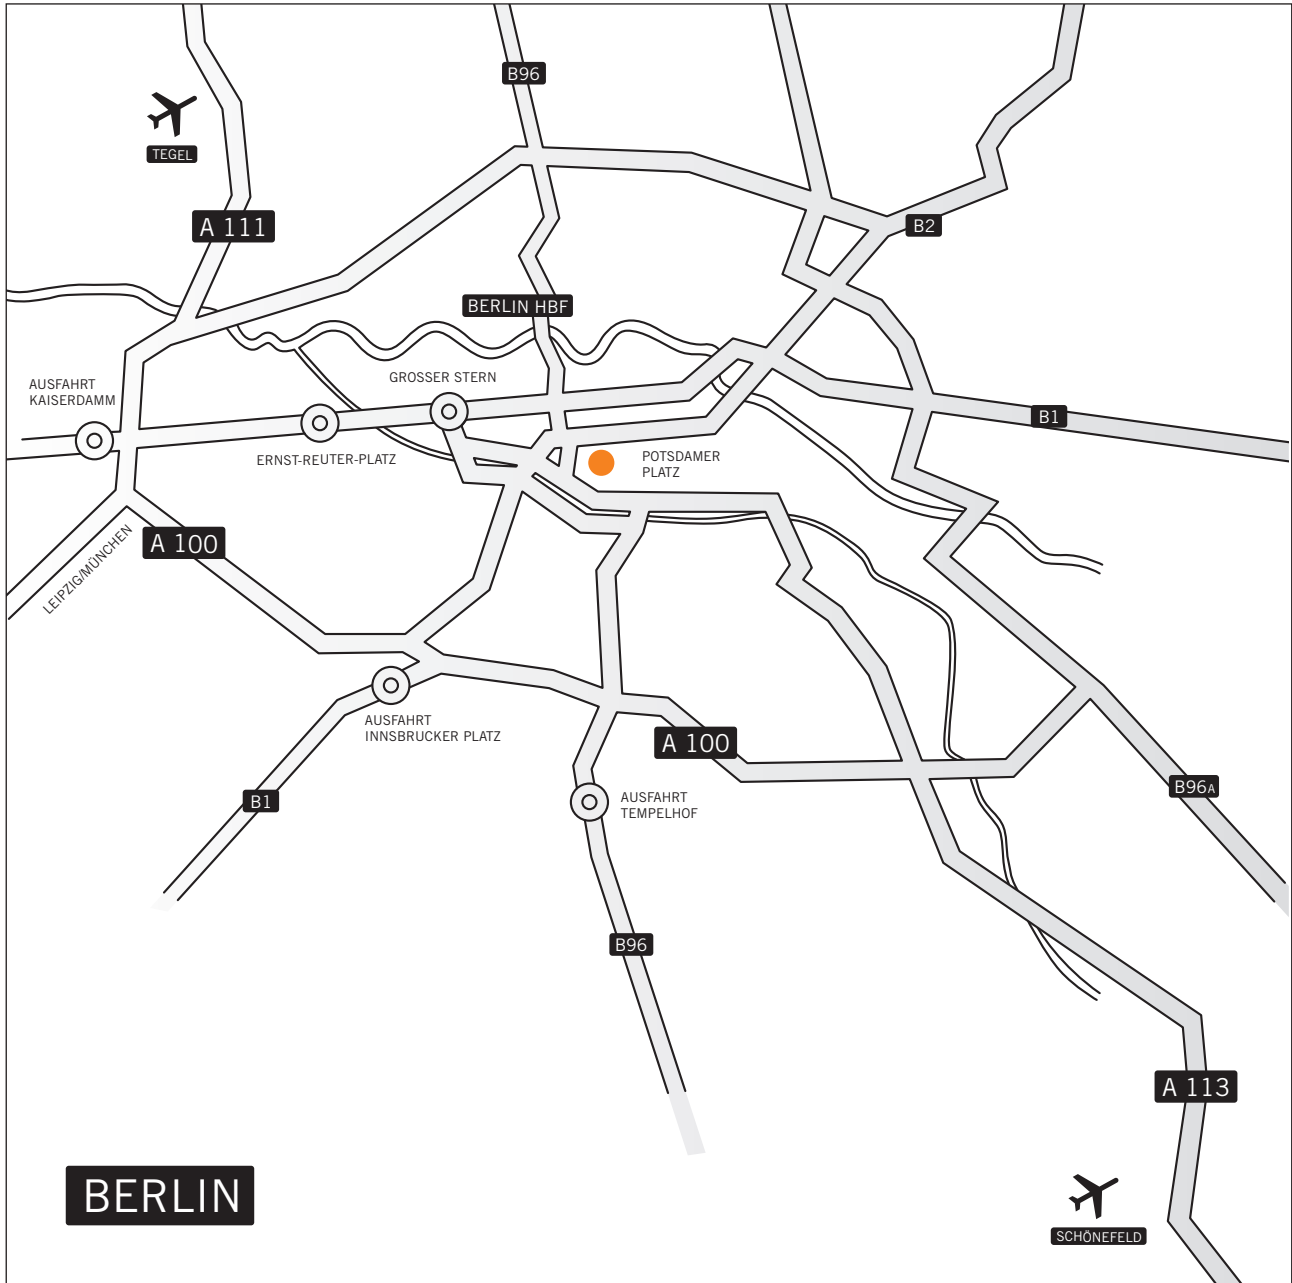 B96
TEGEL
A 111
B2
BERLIN HBF
GROSSER STERN
AUSFAHRT
KAISERDAMM
B1
ERNST-REUTER-PLATZ
POTSDAMER
PLATZ
A 100
LEIPZIG/MÜNCHEN
AUSFAHRT
INNSBRUCKER PLATZ
A 100
B1
AUSFAHRT
TEMPELHOF
B96A
B96
A 113
BERLIN
SCHÖNEFELD